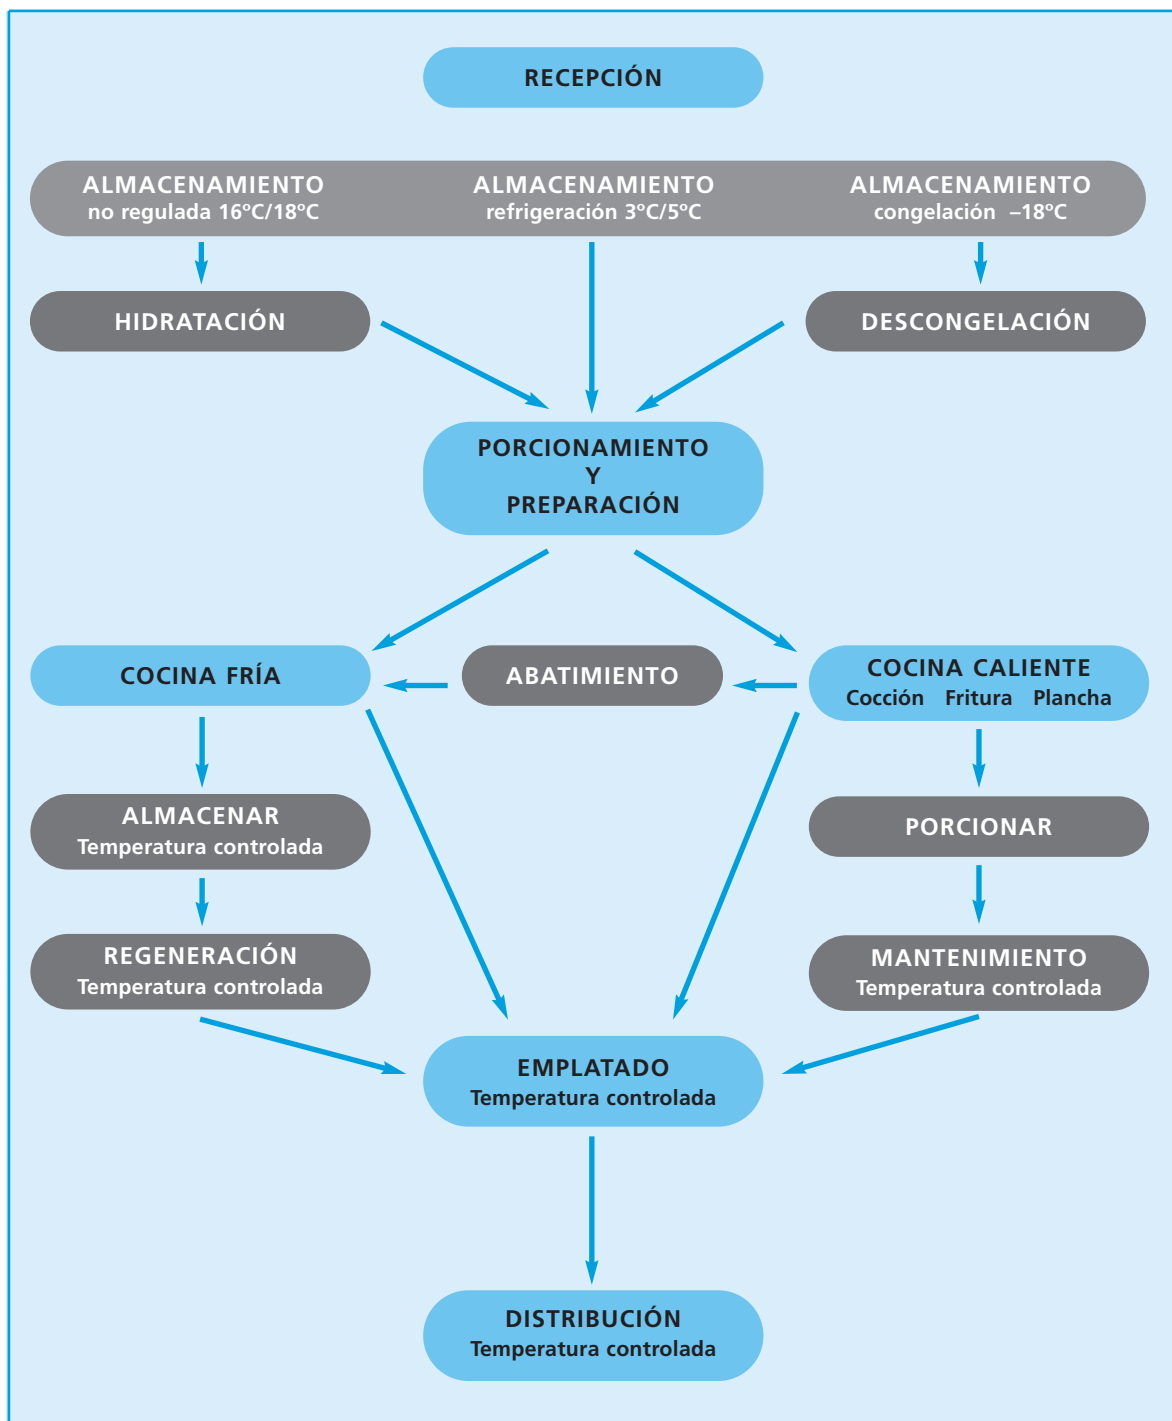 RECEPCIÓN
ALMACENAMIENTO
no regulada 16ºC/18ºC
ALMACENAMIENTO
refrigeración 3ºC/5ºC
ALMACENAMIENTO
congelación –18ºC
HIDRATACIÓN
DESCONGELACIÓN
PORCIONAMIENTO
Y
PREPARACIÓN
COCINA FRÍA
ABATIMIENTO
COCINA CALIENTE
Cocción Fritura Plancha
ALMACENAR
Temperatura controlada
PORCIONAR
REGENERACIÓN
Temperatura controlada
MANTENIMIENTO
Temperatura controlada
EMPLATADO
Temperatura controlada
DISTRIBUCIÓN
Temperatura controlada